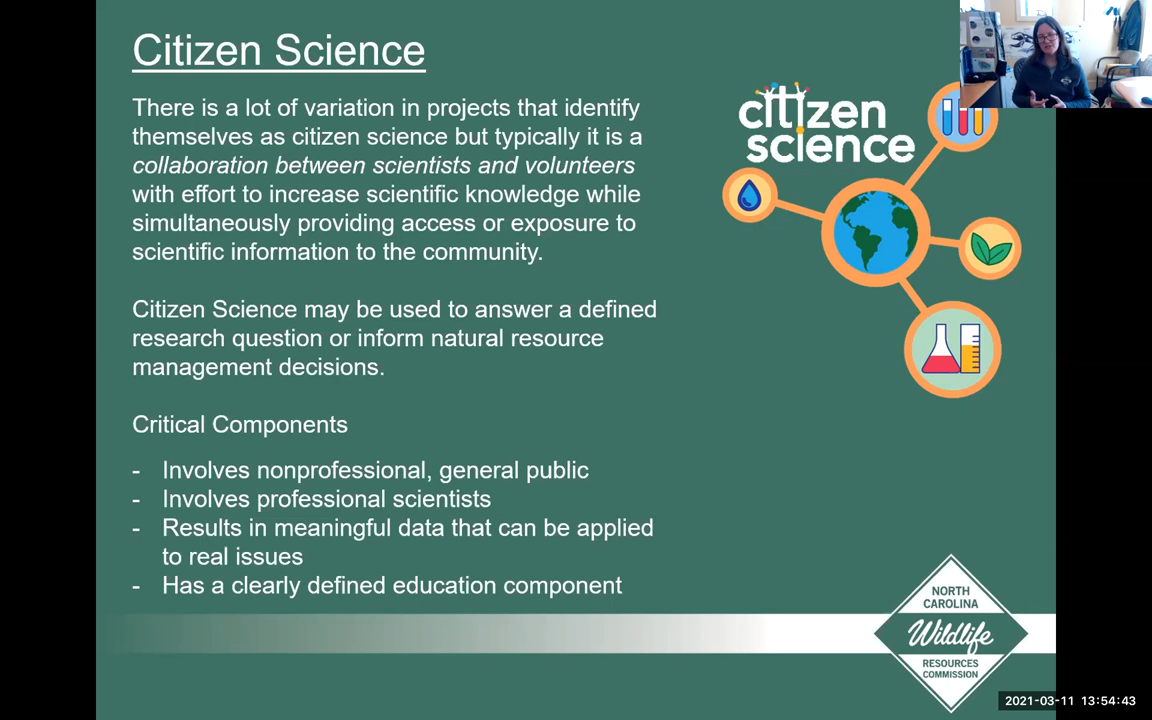 Citizen Science
There is a lot of variation in projects that identify
themselves as citizen science but typically it is a
collaboration between scientists and volunteers
with effort to increase scientific knowledge while
simultaneously providing access or exposure to
scientific information to the community.
Citizen Science may be used to answer a defined
research question or inform natural resource
management decisions.
Critical Components
- Involves nonprofessional, general public
- Involves professional scientists
- Results in meaningful data that can be applied
to real issues
- Has a clearly defined education component
citizen
science
NORTH
CAROLINA
Wildlife
RESOURCES
COMMISSION
2021-03-11 13:54:43